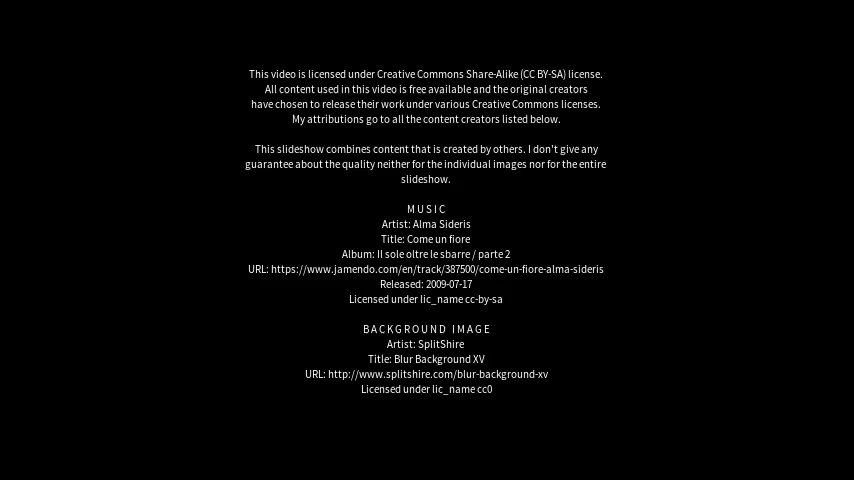 This video is licensed under Creative Commons Share-Alike (CC BY-SA) license.
All content used in this video is free available and the original creators
have chosen to release their work under various Creative Commons licenses.
My attributions go to all the content creators listed below.
This slideshow combines content that is created by others. I don't give any
guarantee about the quality neither for the individual images nor for the entire
slideshow.
MUSIC
Artist: Alma Sideris
Title: Come un fiore
Album: Il sole oltre le sbarre / parte 2
URL: https://www.jamendo.com/en/track/387500/come-un-fiore-alma-sideris
Released: 2009-07-17
Licensed under lic_name cc-by-sa
BACKGROUND IMAGE
Artist: SplitShire
Title: Blur Background XV
URL: http://www.splitshire.com/blur-background-xv
Licensed under lic_name cc0